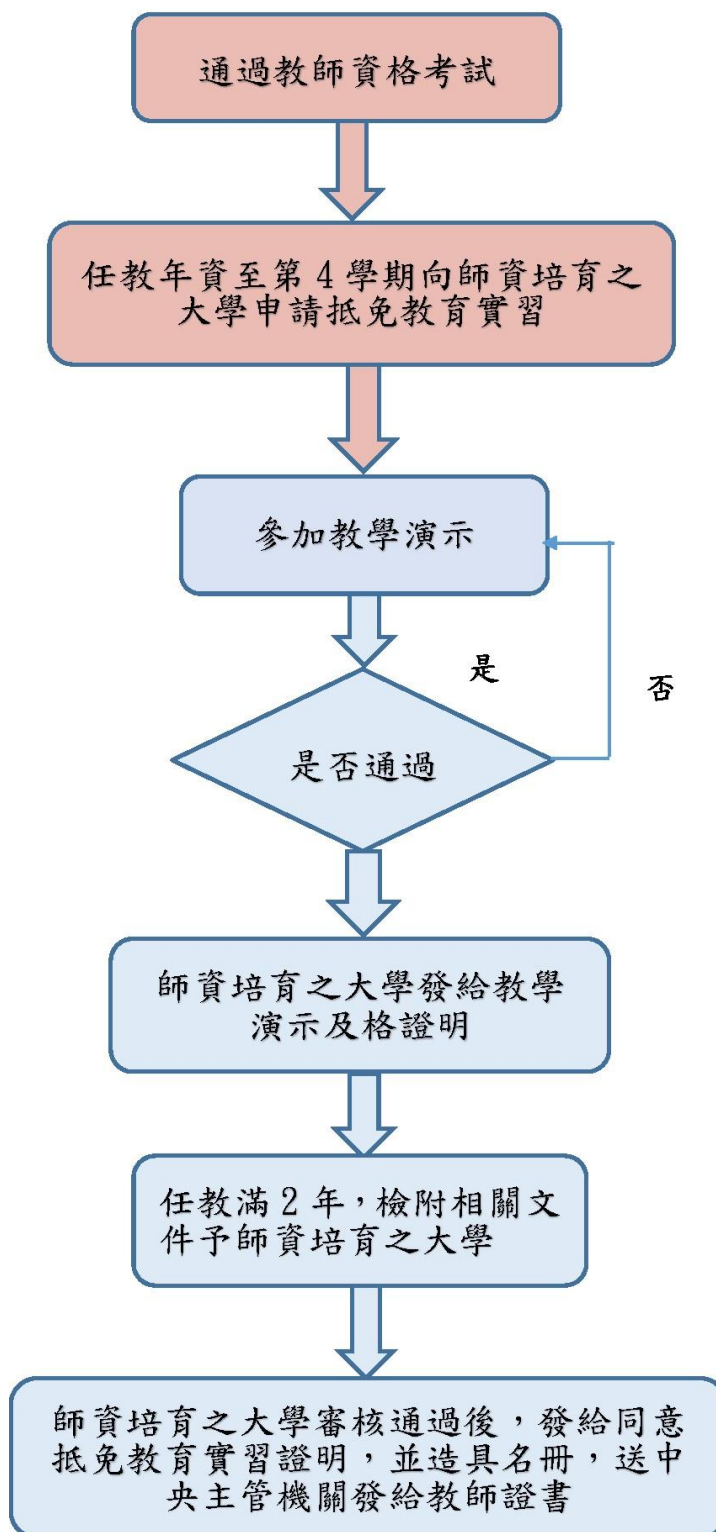 通過教師資格考試
任教年資至第4學期向師資培育之
大學申請抵免教育實習
參加教學演示
是
否
是否通過
師資培育之大學發給教學
演示及格證明
任教滿2年，檢附相關文
件予師資培育之大學
師資培育之大學審核通過後，發給同意
抵免教育實習證明，並造具名冊，送中
央主管機關發給教師證書